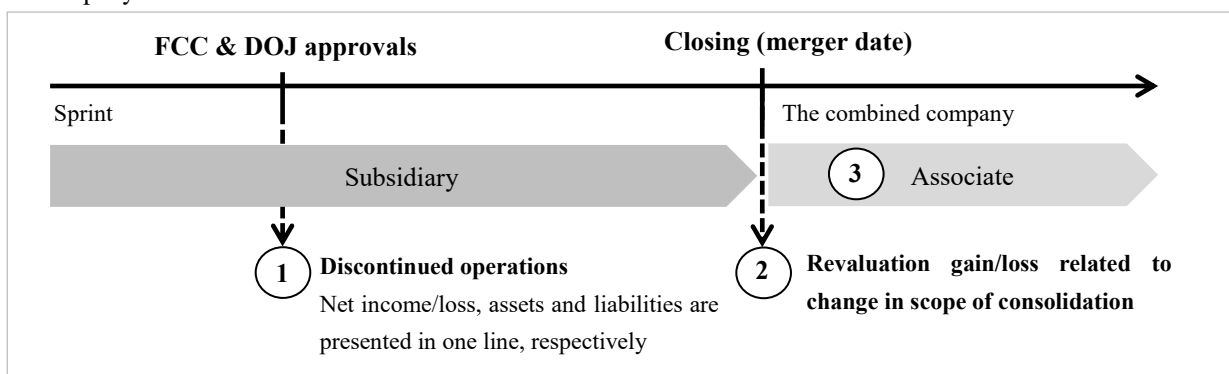 FCC & DOJ approvals
Closing (merger date)
Sprint
The combined company
Subsidiary
3
Associate
1
Discontinued operations
Net income/loss, assets and liabilities are
presented in one line, respectively
2
Revaluation gain/loss related to
change in scope of consolidation